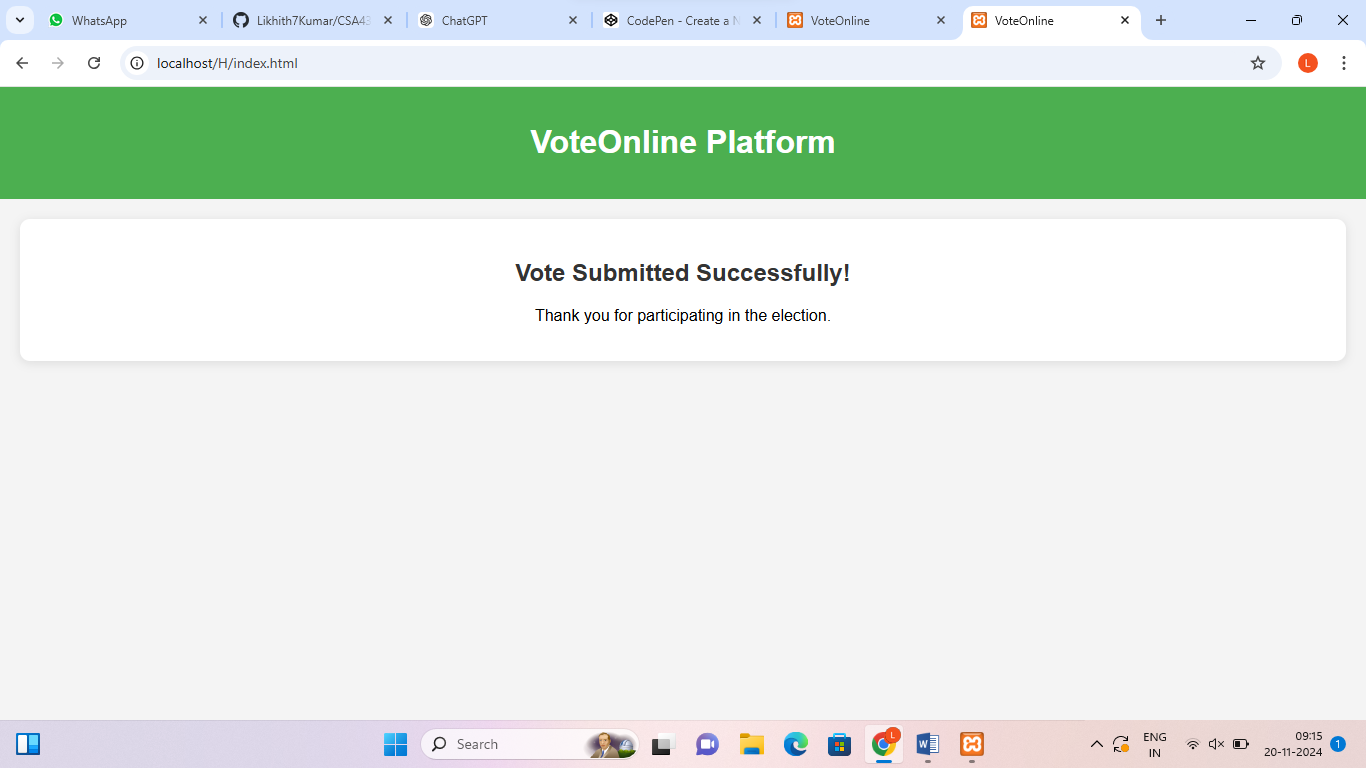 WhatsApp
Likhith7Kumar/CSA43
ChatGPT
CodePen - Create a N
VoteOnline
VoteOnline
localhost/H/index.html
L
VoteOnline Platform
Vote Submitted Successfully!
Thank you for participating in the election.
Search
L
ENG
IN
09:15
20-11-2024
1